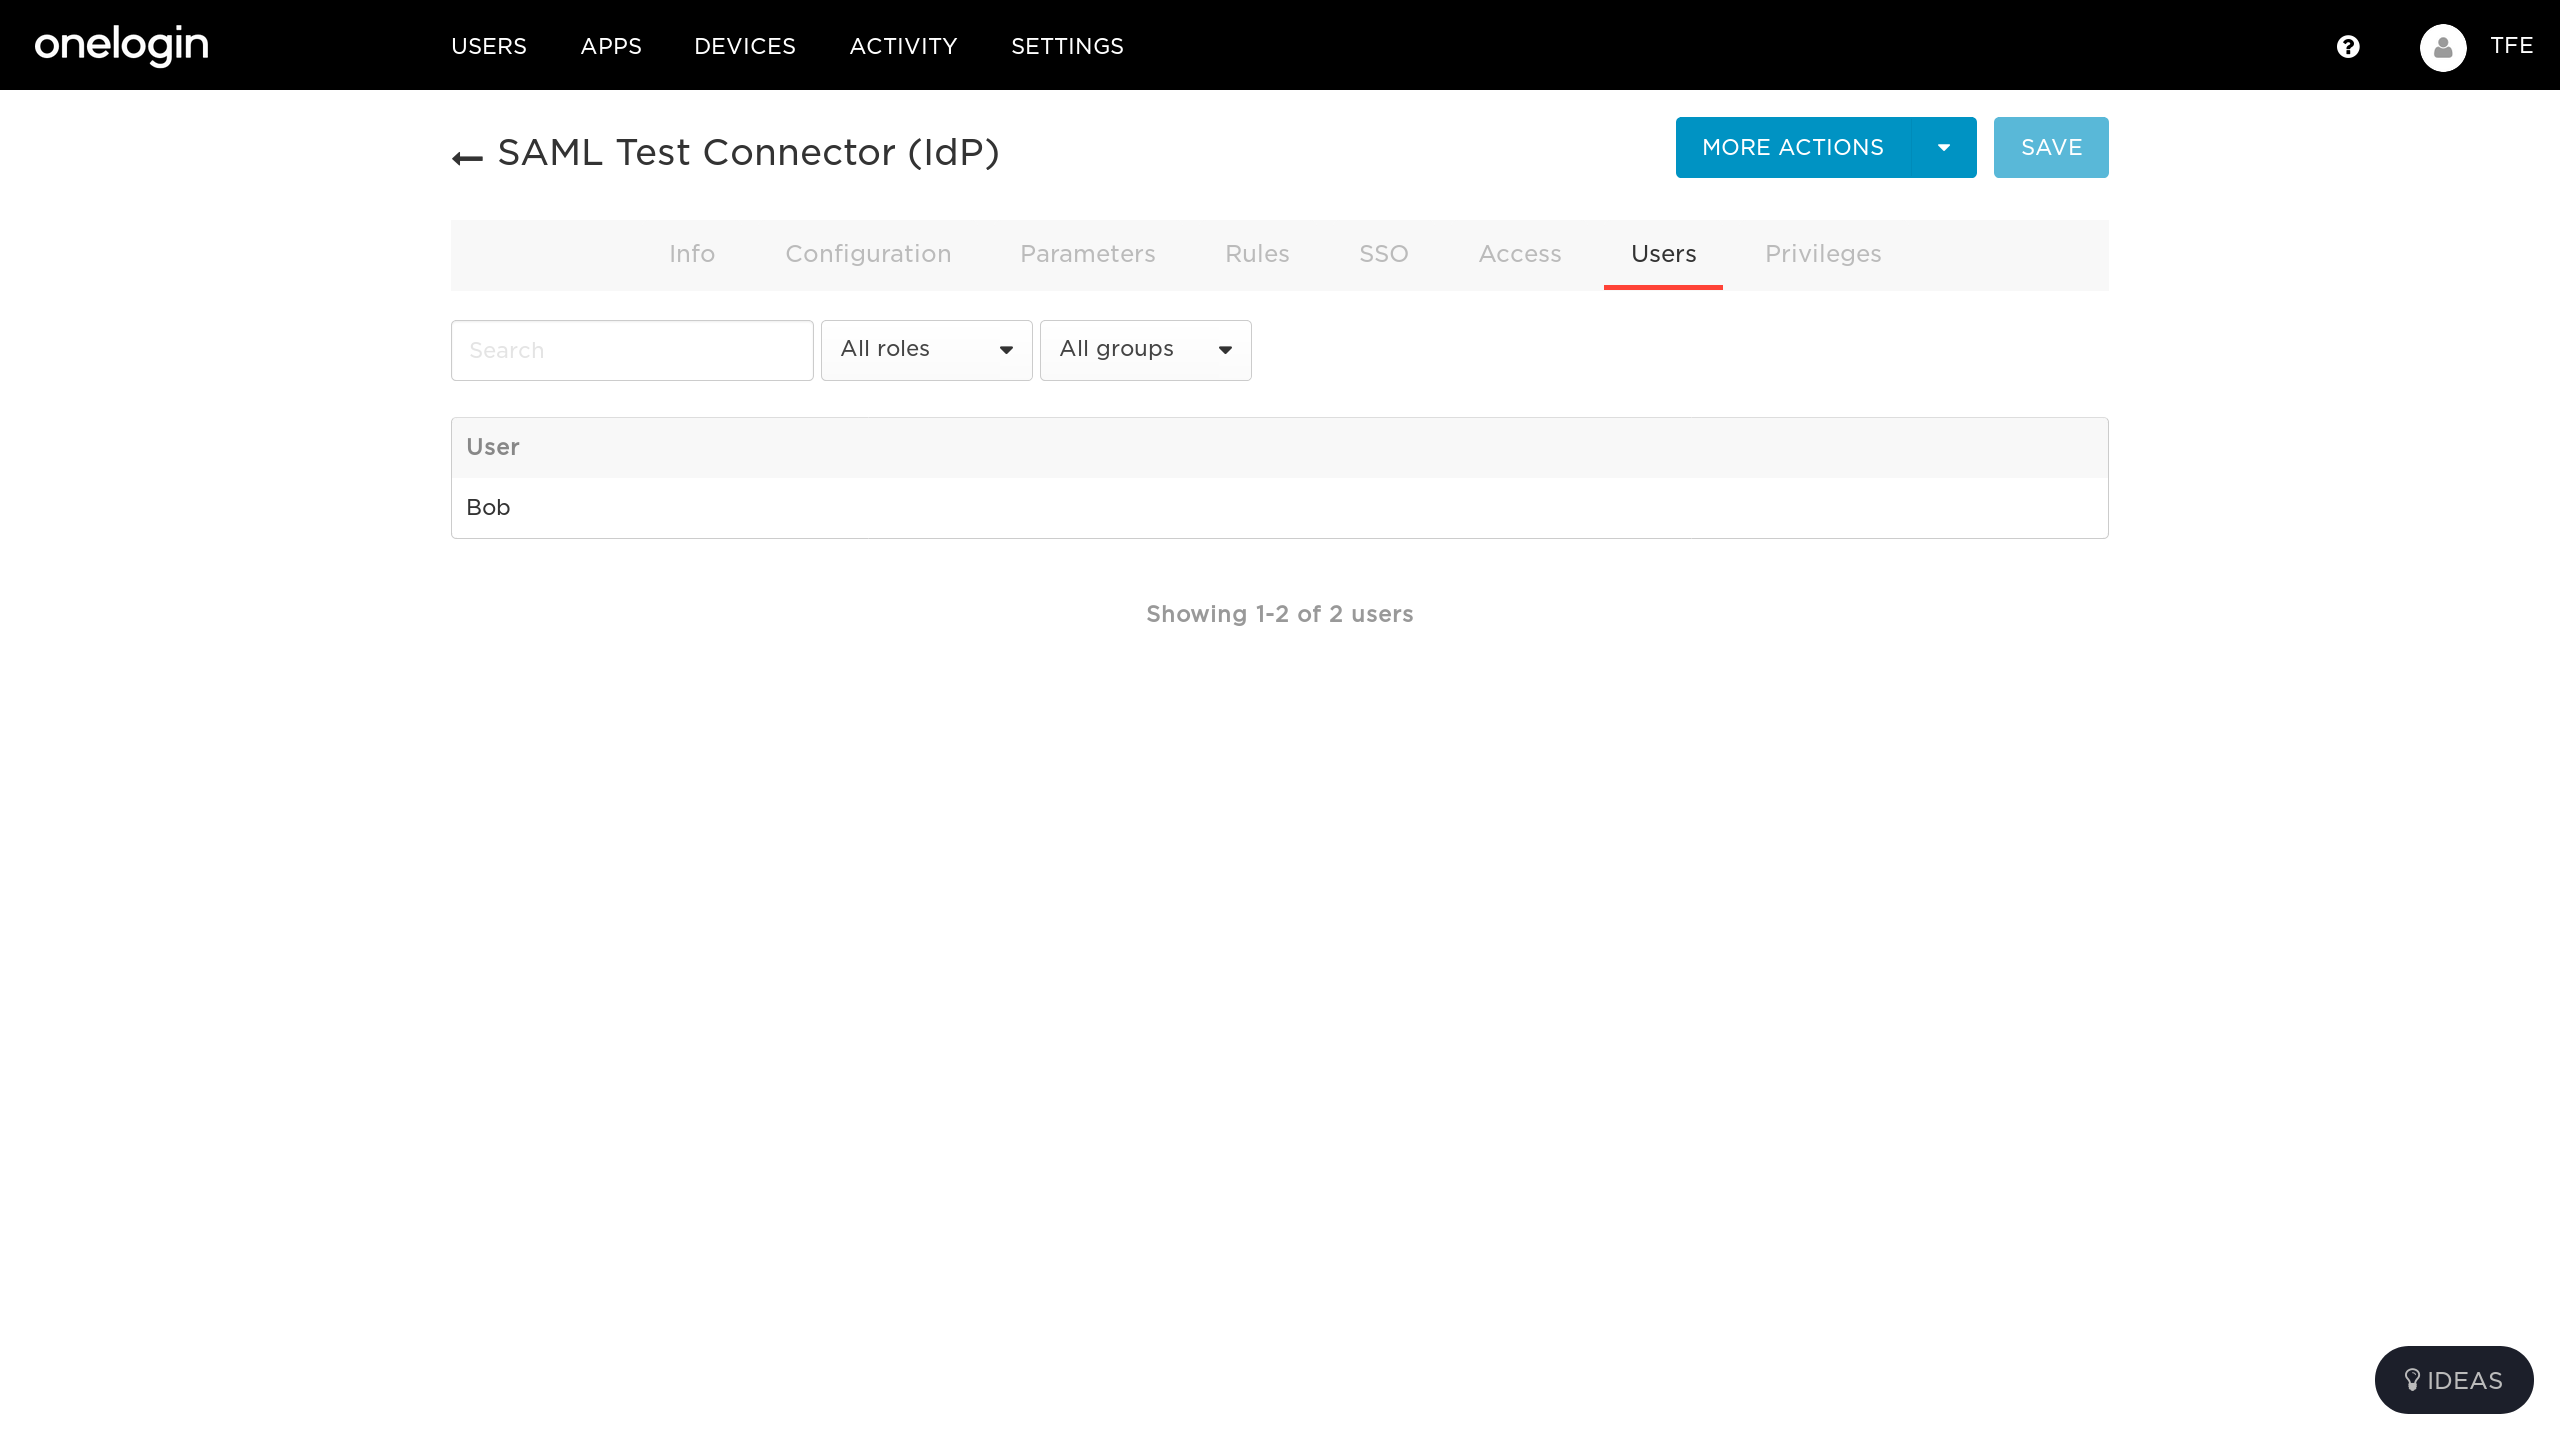 onelogin
USERS APPS DEVICES ACTIVITY SETTINGS
TFE
SAML Test Connector (IdP)
MORE ACTIONS
SAVE
Info Configuration Parameters Rules SSO Access Users Privileges
Search
All roles
All groups
User
Bob
Showing 1-2 of 2 users
IDEAS